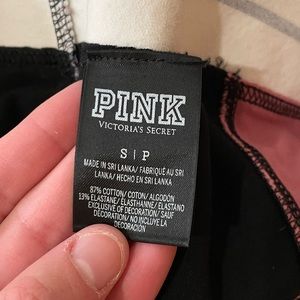 PINK
VICTORIA'S SECRET
S | P
MADE IN SRI LANKA/ FABRIQUÉ AU SRI
LANKA/ HECHO EN SRI LANKA
87% COTTON/ COTON/ ALGODÓN
13% ELASTANE/ ÉLASTHANNE/ ELASTANO
EXCLUSIVE OF DECORATION/ SAUF
DÉCORATION/ NO INCLUYE LA
DECORACIÓN